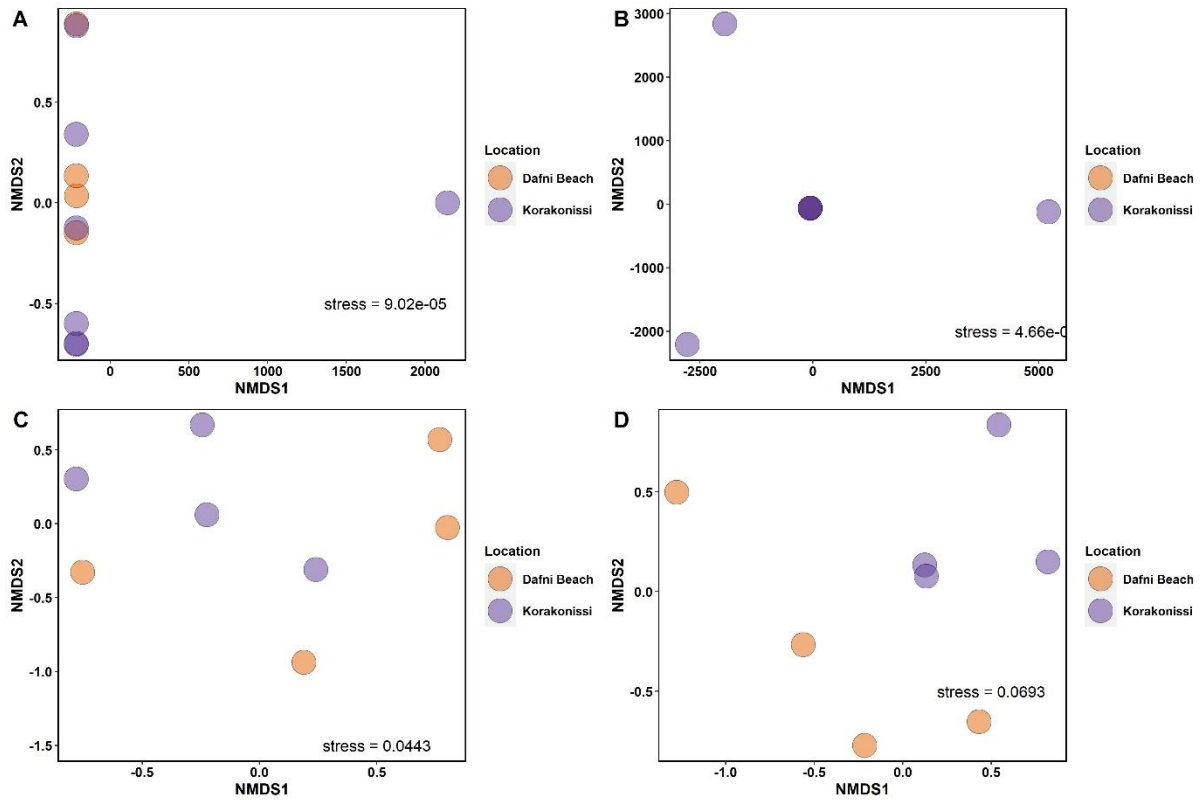 A
0.5
0.0
-0.5
NMDS2
0 500 1000 1500 2000
NMDS1
stress = 9.02e-05
Location
Dafni Beach
Korakonissi
B
3000
2000
1000
0
-1000
-2000
NMDS2
-2500 0 2500 5000
NMDS1
stress = 4.66e-0
Location
Dafni Beach
Korakonissi
C
0.5
0.0
-0.5
-1.0
-1.5
NMDS2
-0.5 0.0 0.5
NMDS1
stress = 0.0443
Location
Dafni Beach
Korakonissi
D
0.5
0.0
-0.5
NMDS2
-1.0 -0.5 0.0 0.5
NMDS1
stress = 0.0693
Location
Dafni Beach
Korakonissi